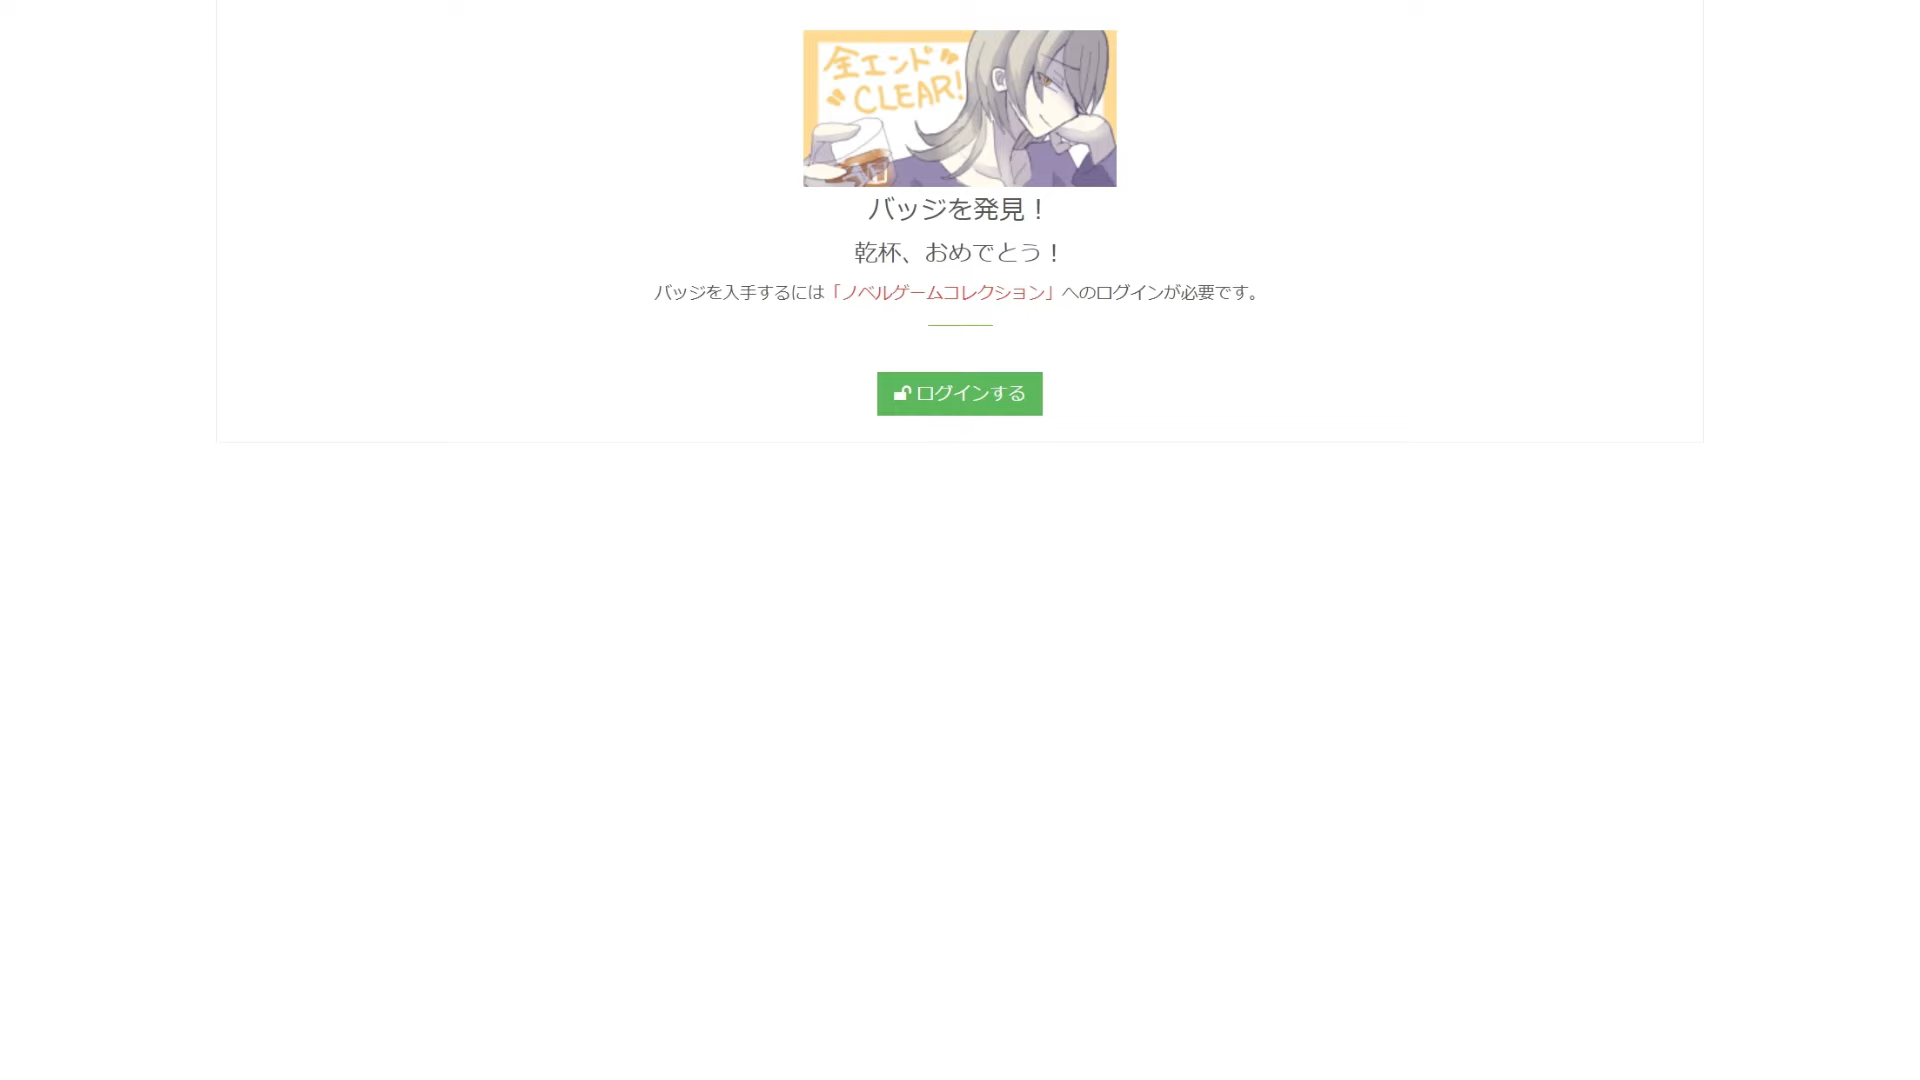 全エンド
CLEAR!
バッジを発見！
乾杯、おめでとう！
バッジを入手するには「ノベルゲームコレクション」へのログインが必要です。
ログインする